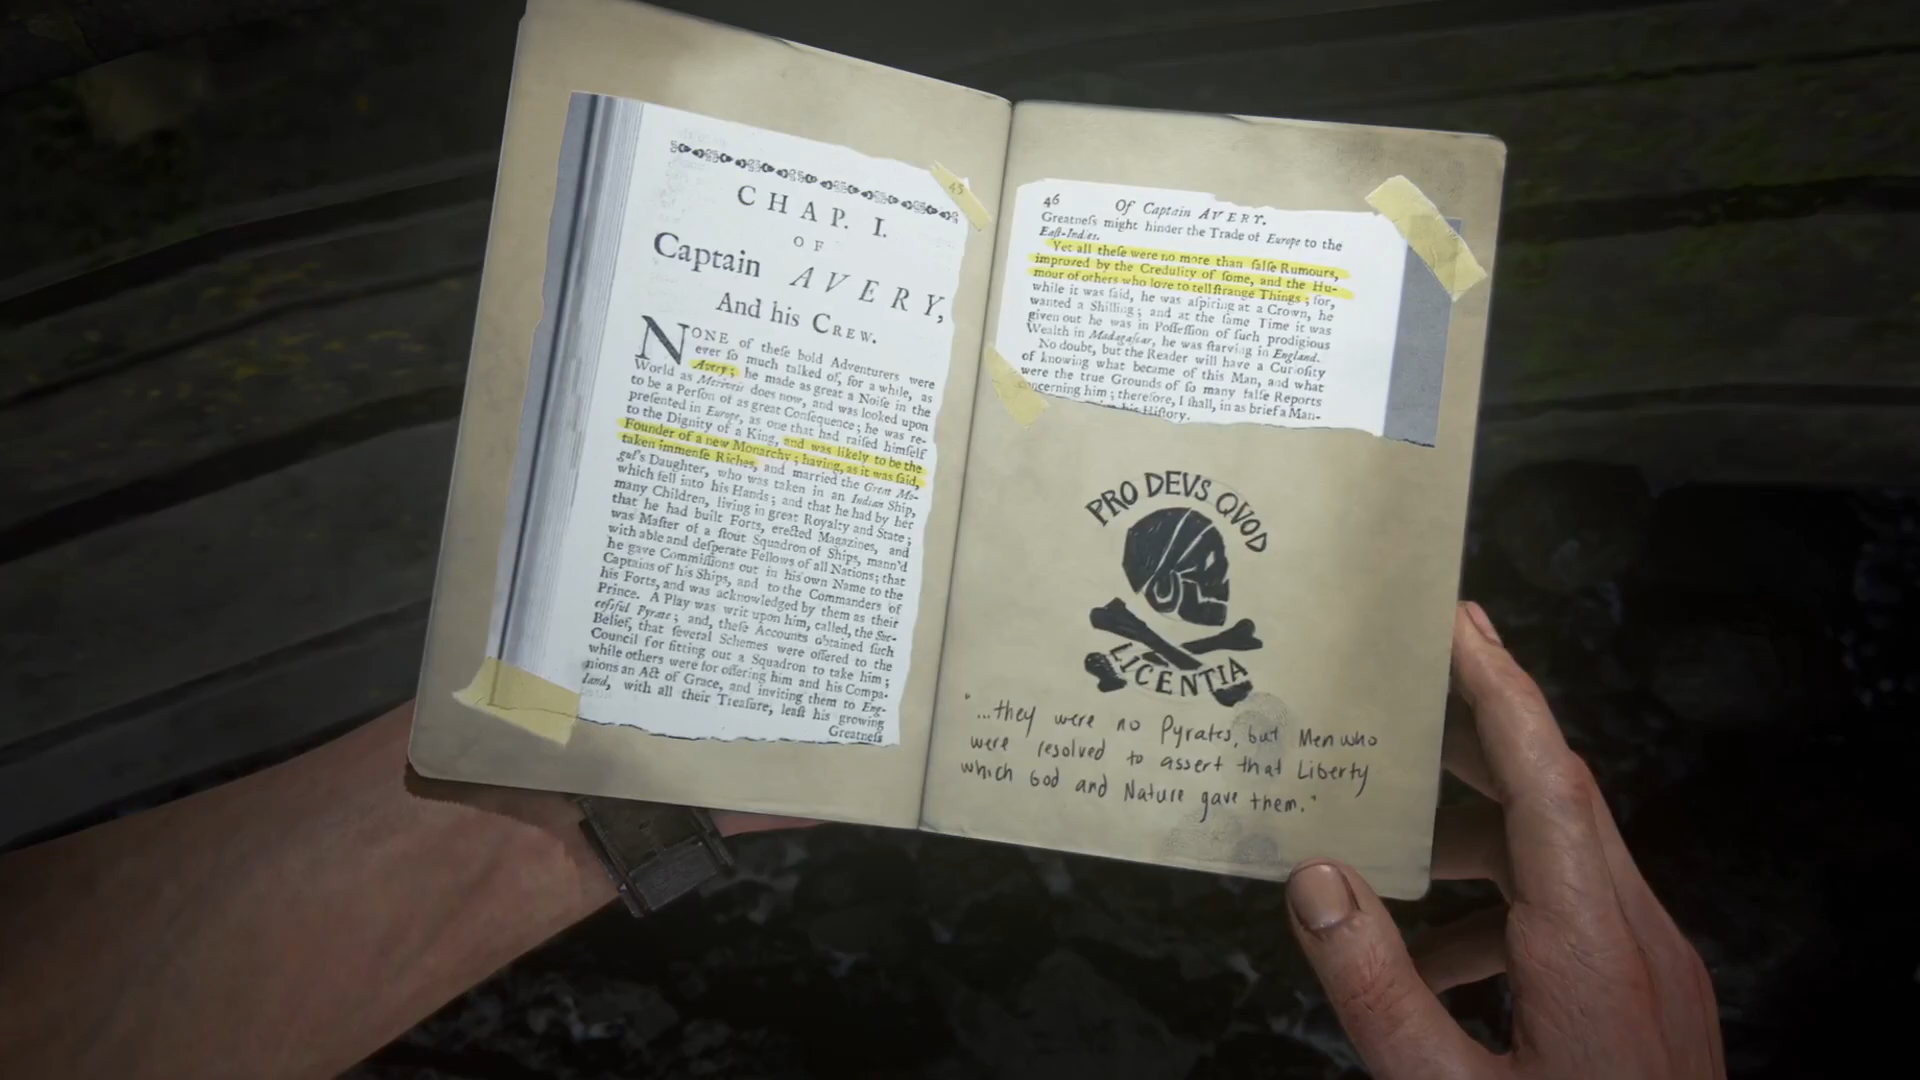 45
CHAP. I.
OF
Captain AVERY,
And his CREW.
NONE of theſe bold Adventurers were
ever ſo much talked of, for a while, as
Avery; he made as great a Noiſe in the
World as Meriveis does now, and was looked upon
to be a Perſon of as great Conſequence; he was re-
preſented in Europe, as one that had raiſed himſelf
to the Dignity of a King, and was likely to be the
Founder of a new Monarchy; having, as it was ſaid,
taken immenſe Riches, and married the Great Mo-
gul's Daughter, who was taken in an Indian Ship,
which fell into his Hands; and that he had by her
many Children, living in great Royalty and State;
that he had built Forts, erected Magazines, and
was Maſter of a ſtout Squadron of Ships, mann'd
with able and deſperate Fellows of all Nations; that
he gave Commiſſions out in his own Name to the
Captains of his Ships, and to the Commanders of
his Forts, and was acknowledged by them as their
Prince. A Play was writ upon him, called, the Suc-
ceſsful Pyrate; and, theſe Accounts obtained ſuch
Belief, that ſeveral Schemes were offered to the
Council for fitting out a Squadron to take him;
while others were for offering him and his Compa-
nions an Act of Grace, and inviting them to Eng-
land, with all their Treaſure, leaſt his growing
Greatneſs
46 Of Captain AVERY.
Greatneſs might hinder the Trade of Europe to the
Eaſt-Indies.
Yet all theſe were no more than falſe Rumours,
improved by the Credulity of ſome, and the Hu-
mour of others who love to tell ſtrange Things; for,
while it was ſaid, he was aſpiring at a Crown, he
wanted a Shilling; and at the ſame Time it was
given out he was in Poſſeſſion of ſuch prodigious
Wealth in Madagaſcar, he was ſtarving in England.
No doubt, but the Reader will have a Curioſity
of knowing what became of this Man, and what
were the true Grounds of ſo many falſe Reports
concerning him; therefore, I ſhall, in as brief a Man-
his Hiſtory.
PRO DEVS QVOD
LICENTIA
"...they were no Pyrates, but Men who
were resolved to assert that Liberty
which God and Nature gave them."